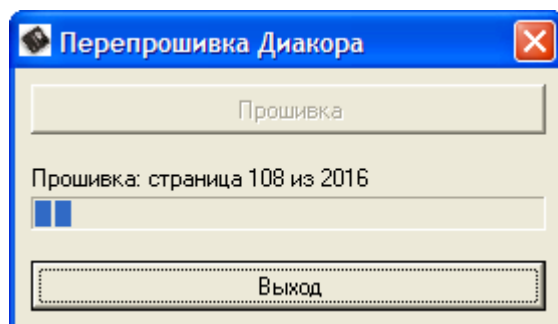 Перепрошивка Диакора
Прошивка
Прошивка: страница 108 из 2016
Выход